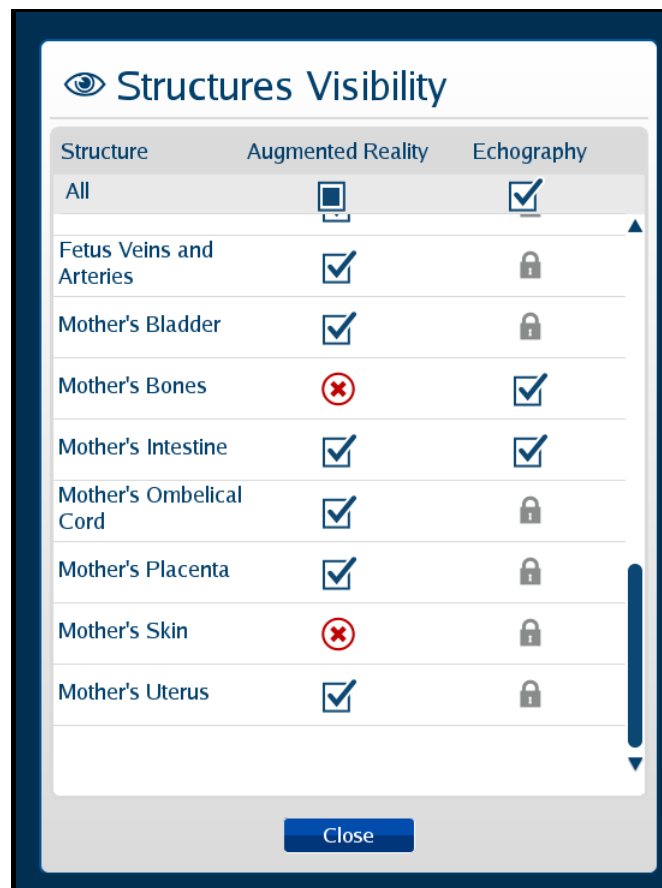 Structures Visibility
Structure Augmented Reality Echography
All
Fetus Veins and
Arteries
Mother's Bladder
Mother's Bones
Mother's Intestine
Mother's Ombelical
Cord
Mother's Placenta
Mother's Skin
Mother's Uterus
Close